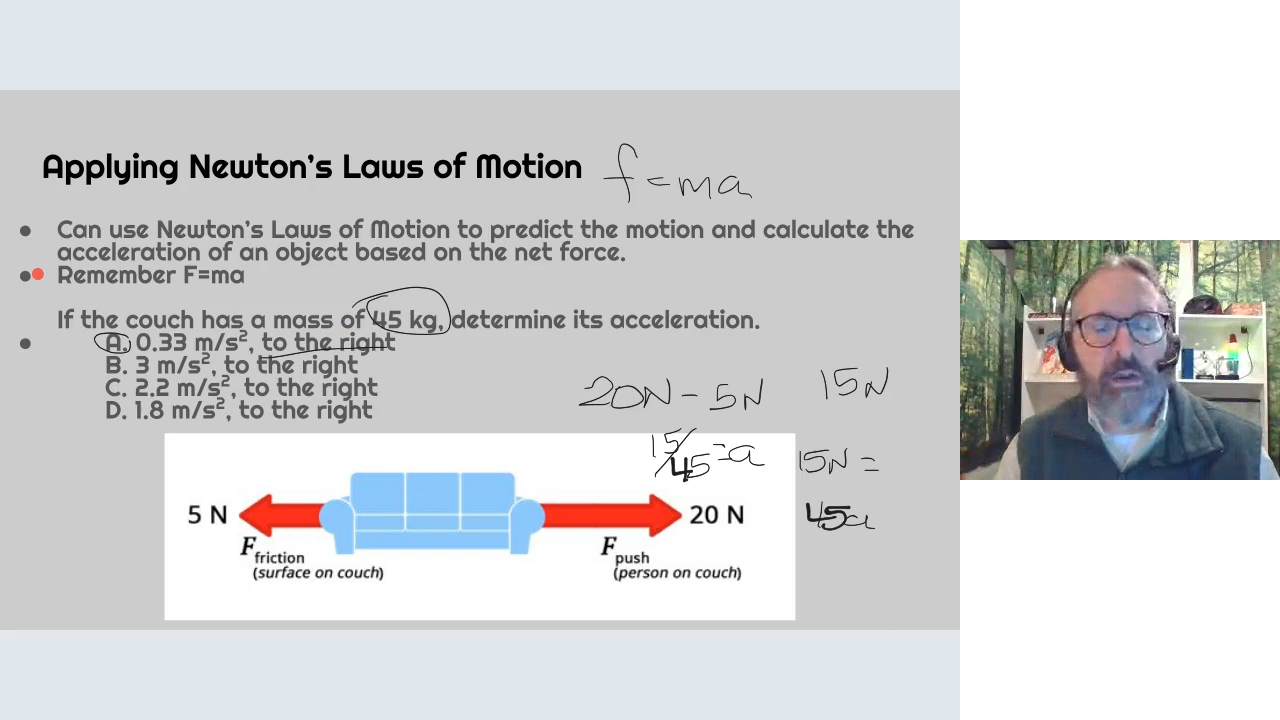 Applying Newton's Laws of Motion f=ma
• Can use Newton's Laws of Motion to predict the motion and calculate the
acceleration of an object based on the net force.
• Remember F=ma
If the couch has a mass of 45 kg, determine its acceleration.
• A. 0.33 m/s², to the right
B. 3 m/s², to the right
C. 2.2 m/s², to the right
D. 1.8 m/s², to the right
20N - 5N 15N
15/45 = a 15N =
45a
5 N 20 N
F friction F push
(surface on couch) (person on couch)